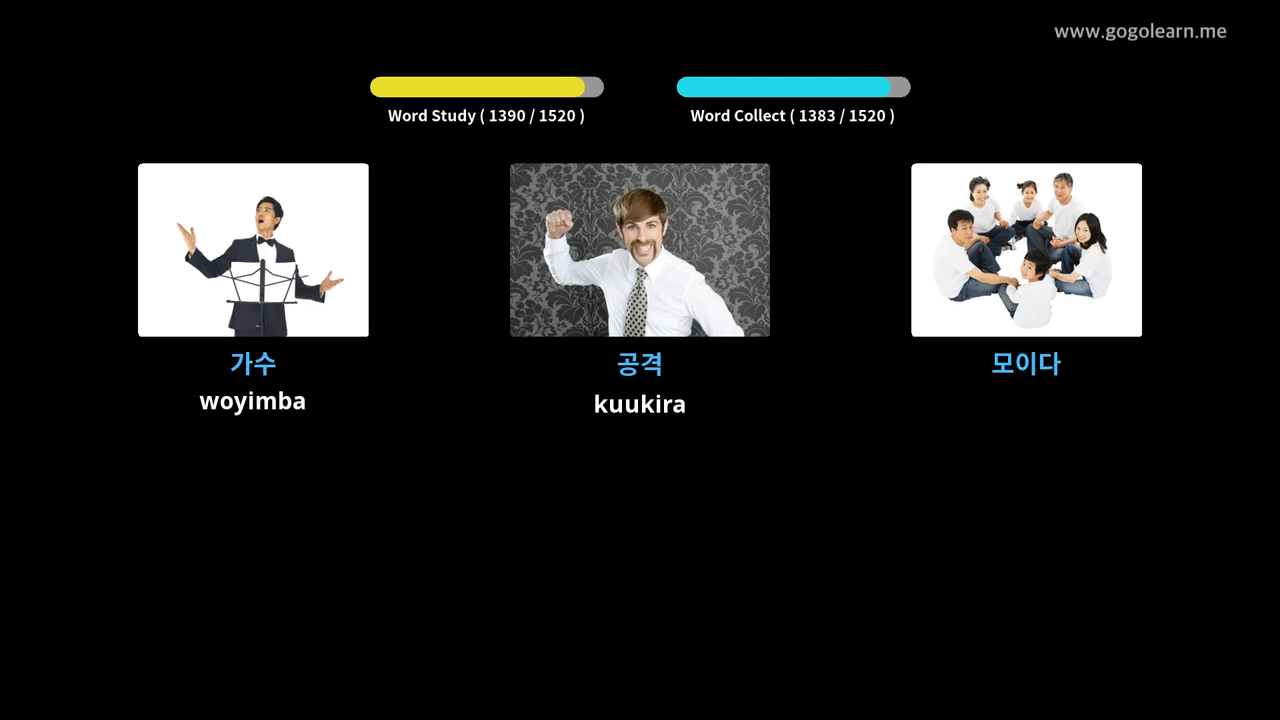 www.gogolearn.me
Word Study ( 1390 / 1520 )
Word Collect ( 1383 / 1520 )
가수
공격
모이다
woyimba
kuukira